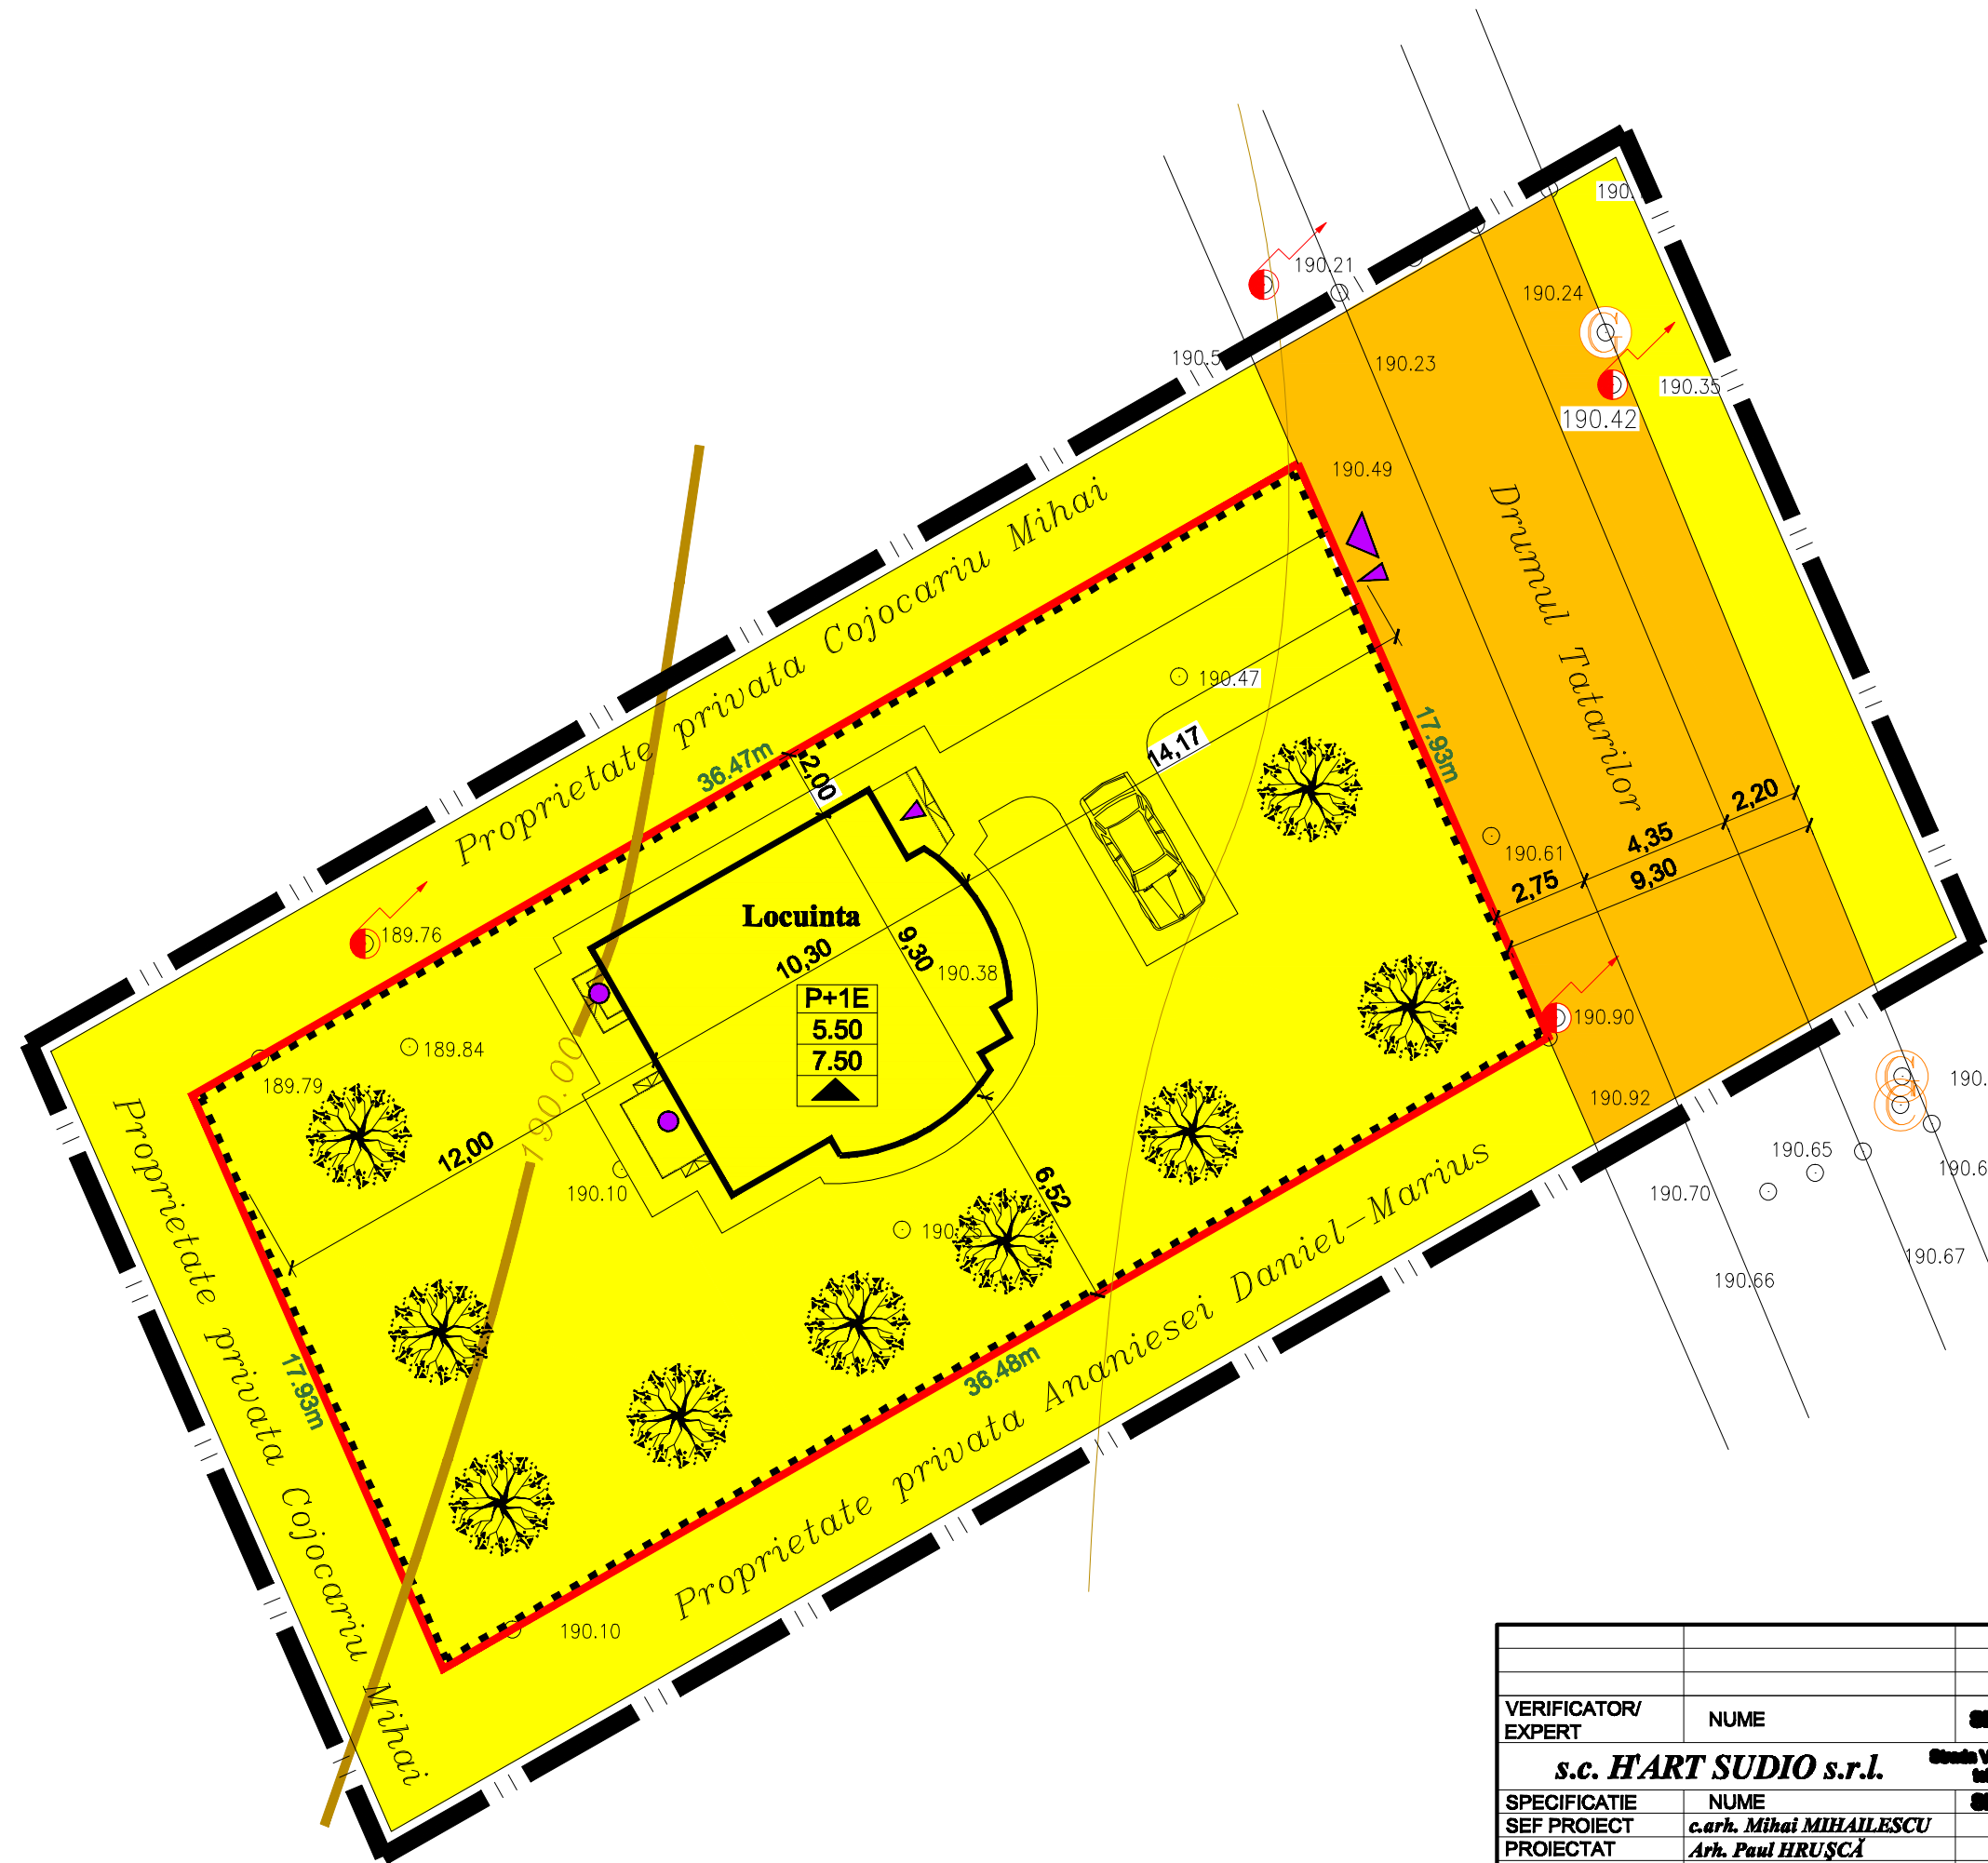 190.21
190.24
190.23
190.35
190.42
190.49
Proprietate privata Cojocariu Mihai
Drumul Tatarilor
190.47
36.47m
2,00
14,17
17.93m
2,20
4,35
9,30
2,75
190.61
Locuinta
10,30
9,30
190.38
189.76
P+1E
5.50
7.50
190.90
189.84
189.79
190.00
190.92
12,00
190.10
6,52
190.65
190.70
190.67
190.66
Proprietate privata Cojocariu Mihai
17.93m
36.48m
Proprietate privata Ananiesei Daniel-Marius
190.10
VERIFICATOR/
EXPERT
NUME
s.c. H'ART SUDIO s.r.l.
SPECIFICATIE NUME
SEF PROIECT c.arh. Mihai MIHAILESCU
PROIECTAT Arh. Paul HRUŞCĂ